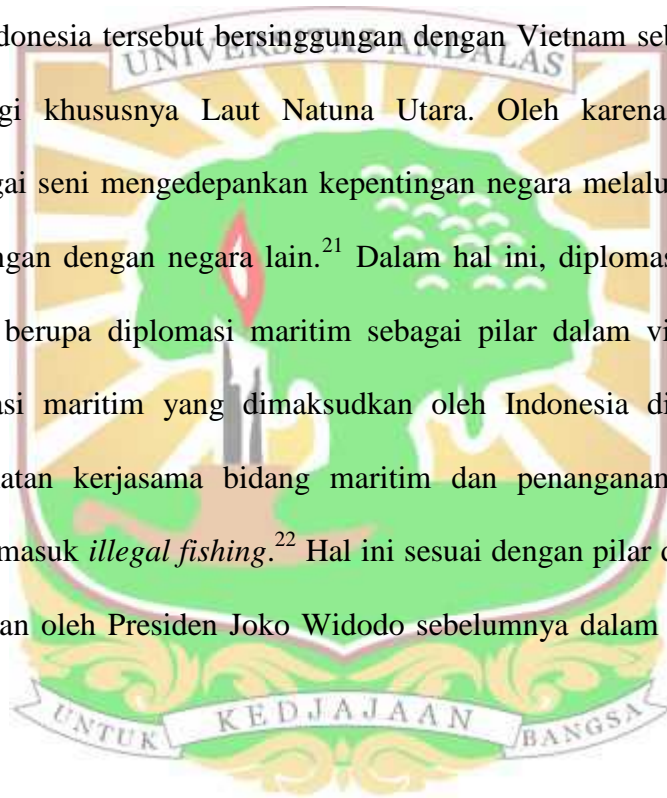 donesia tersebut bersinggungan dengan Vietnam seb
UNIVERSITAS ANDALAS
gi khususnya Laut Natuna Utara. Oleh karena
gai seni mengedepankan kepentingan negara melalu
ngan dengan negara lain.21 Dalam hal ini, diplomas
berupa diplomasi maritim sebagai pilar dalam vi
asi maritim yang dimaksudkan oleh Indonesia di
uatan kerjasama bidang maritim dan penanganan
masuk illegal fishing.22 Hal ini sesuai dengan pilar d
an oleh Presiden Joko Widodo sebelumnya dalam
UNTUK KEDJAJAAN BANGSA